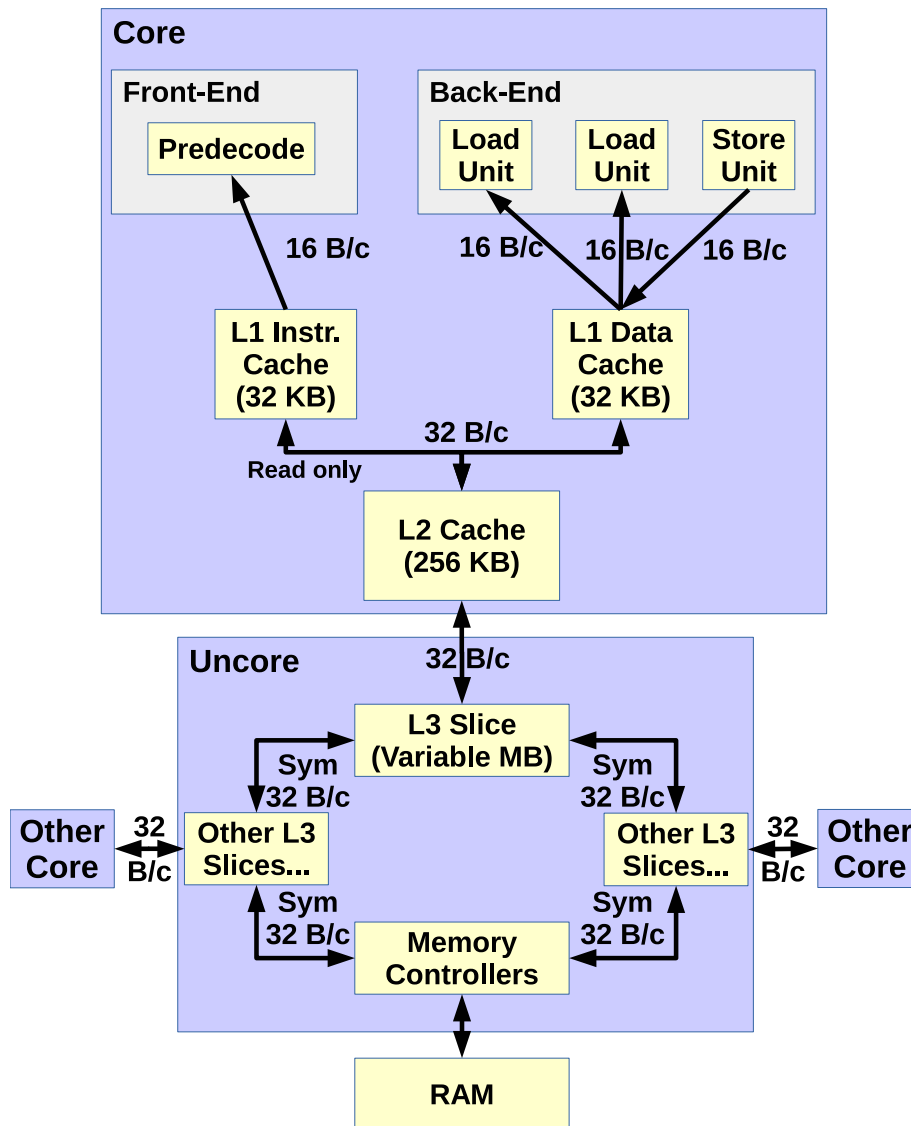 Core
Front-End
Back-End
Predecode
Load
Unit
Load
Unit
Store
Unit
16 B/c
16 B/c
16 B/c
16 B/c
L1 Instr.
Cache
(32 KB)
L1 Data
Cache
(32 KB)
32 B/c
Read only
L2 Cache
(256 KB)
32 B/c
Uncore
L3 Slice
(Variable MB)
Sym
32 B/c
Sym
32 B/c
Other
Core
32
B/c
Other L3
Slices...
Other L3
Slices...
32
B/c
Other
Core
Sym
32 B/c
Sym
32 B/c
Memory
Controllers
RAM